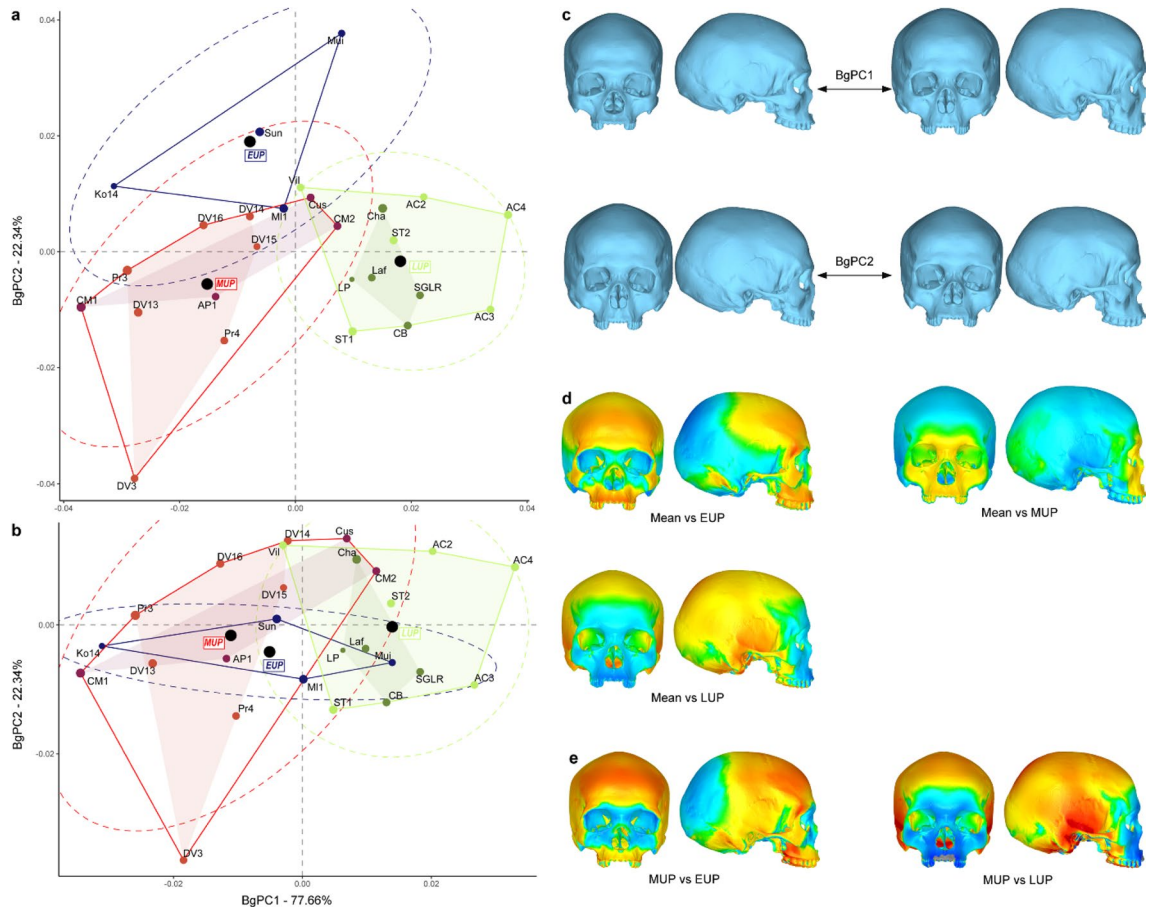 a
0.04
0.02
0.00
-0.02
-0.04
BgPC2 - 22.34%
Mui
Sun
EUP
Ko14
MI1
Vil
Cus
DV14
DV16
CM2
Cha
AC2
AC4
ST2
DV15
Pr3
MUP
LUP
CM1
DV13
AP1
Laf
LP
SGLR
AC3
Pr4
ST1
CB
DV3
-0.04
-0.02
0.00
0.02
0.04
b
0.00
-0.02
BgPC2 - 22.34%
Vil
DV14
Cus
DV16
Cha
AC2
AC4
CM2
DV15
ST2
Pr3
Sun
MUP
LUP
Ko14
AP1
EUP
LP
Laf
Mui
CM1
DV13
MI1
SGLR
AC3
Pr4
ST1
CB
DV3
-0.02
0.00
0.02
BgPC1 - 77.66%
c
BgPC1
BgPC2
d
Mean vs EUP
Mean vs MUP
Mean vs LUP
e
MUP vs EUP
MUP vs LUP